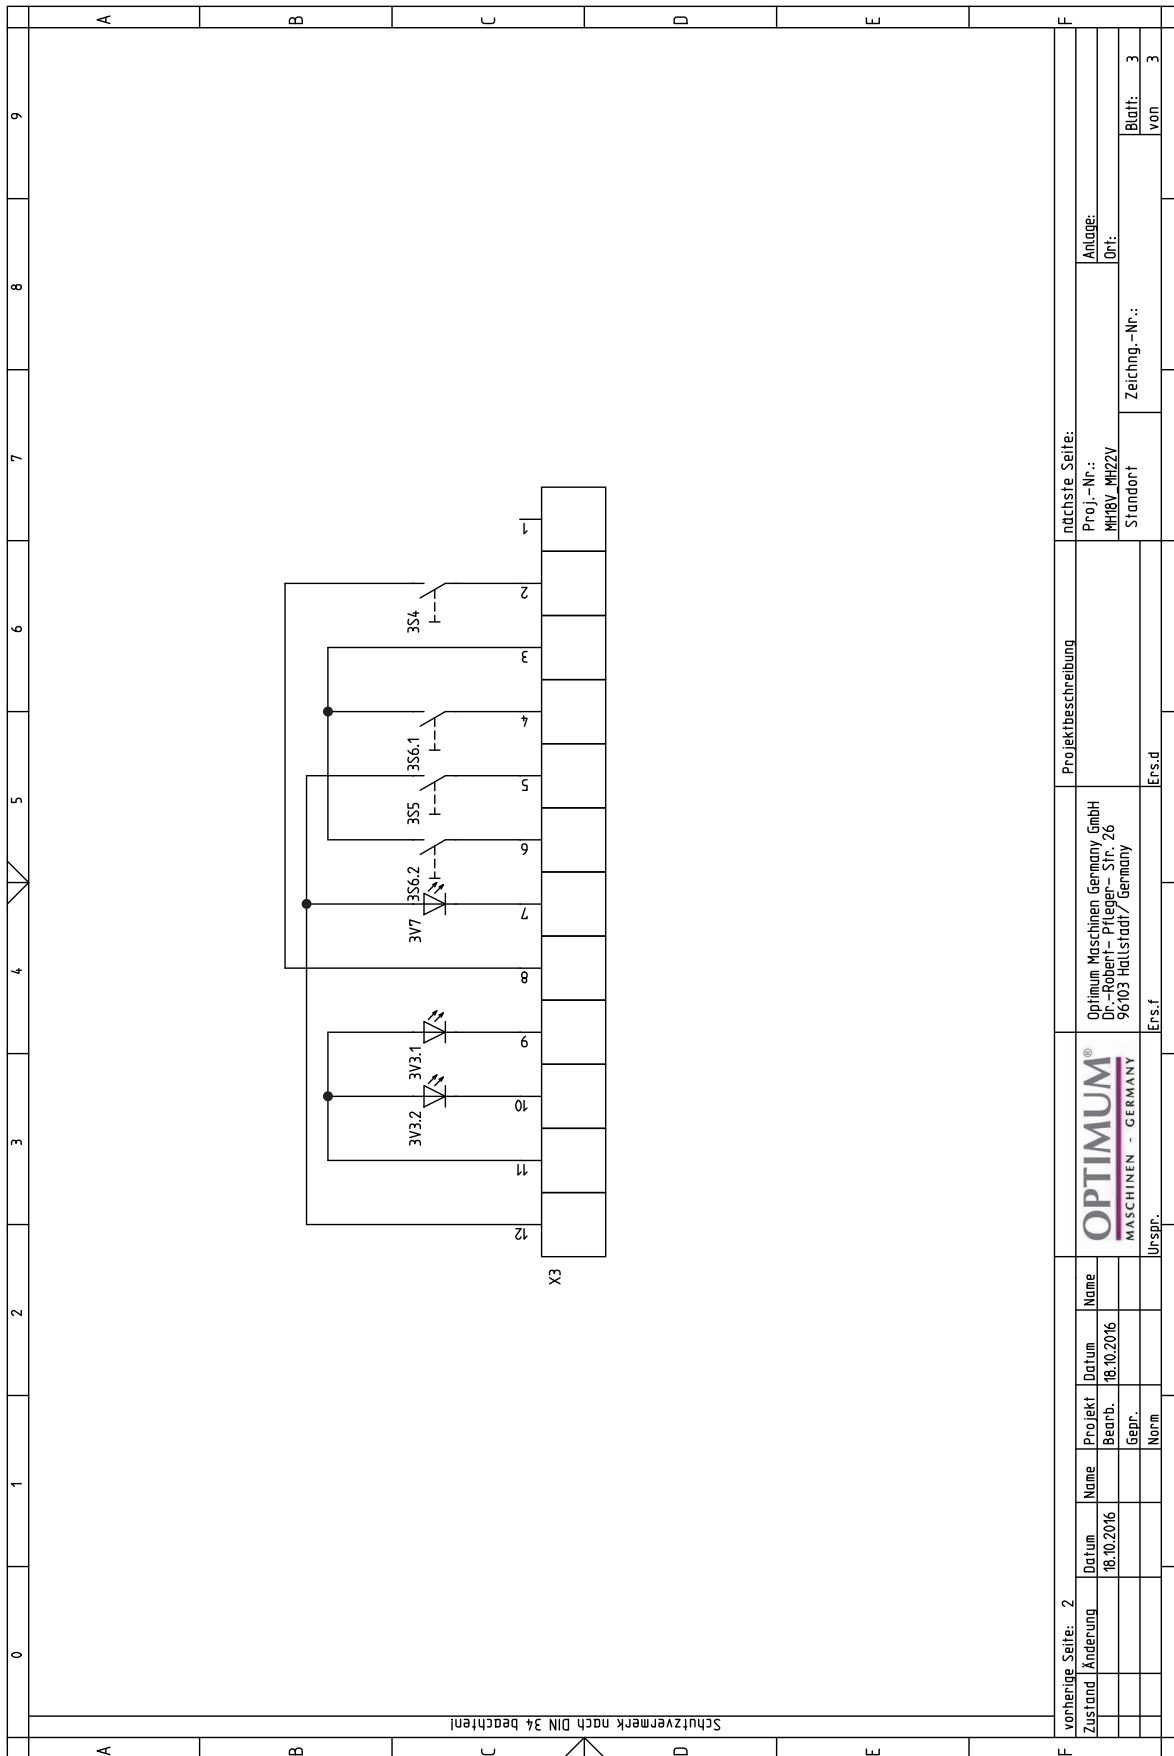 0 1 2 3 4 5 6 7 8 9
A A
B B
C C
D D
E E
F F
Schutzvermerk nach DIN 34 beachten!
3V3.2
3V3.1
3V7
3S6.2
3S5
3S6.1
3S4
X3
12 11 10 9 8 7 6 5 4 3 2 1
vorherige Seite: 2
Zustand Änderung Datum Name
18.10.2016
Projekt Datum Name
Bearb. 18.10.2016
Gepr.
Norm
OPTIMUM®
MASCHINEN - GERMANY
Urspr.
Optimum Maschinen Germany GmbH
Dr.-Robert- Pfleger- Str. 26
96103 Hallstadt/ Germany
Ers.f
Ers.d
Projektbeschreibung
nächste Seite:
Proj.-Nr.:
MH18V_MH22V
Standort
Anlage:
Ort:
Zeichng.-Nr.:
Blatt: 3
von 3